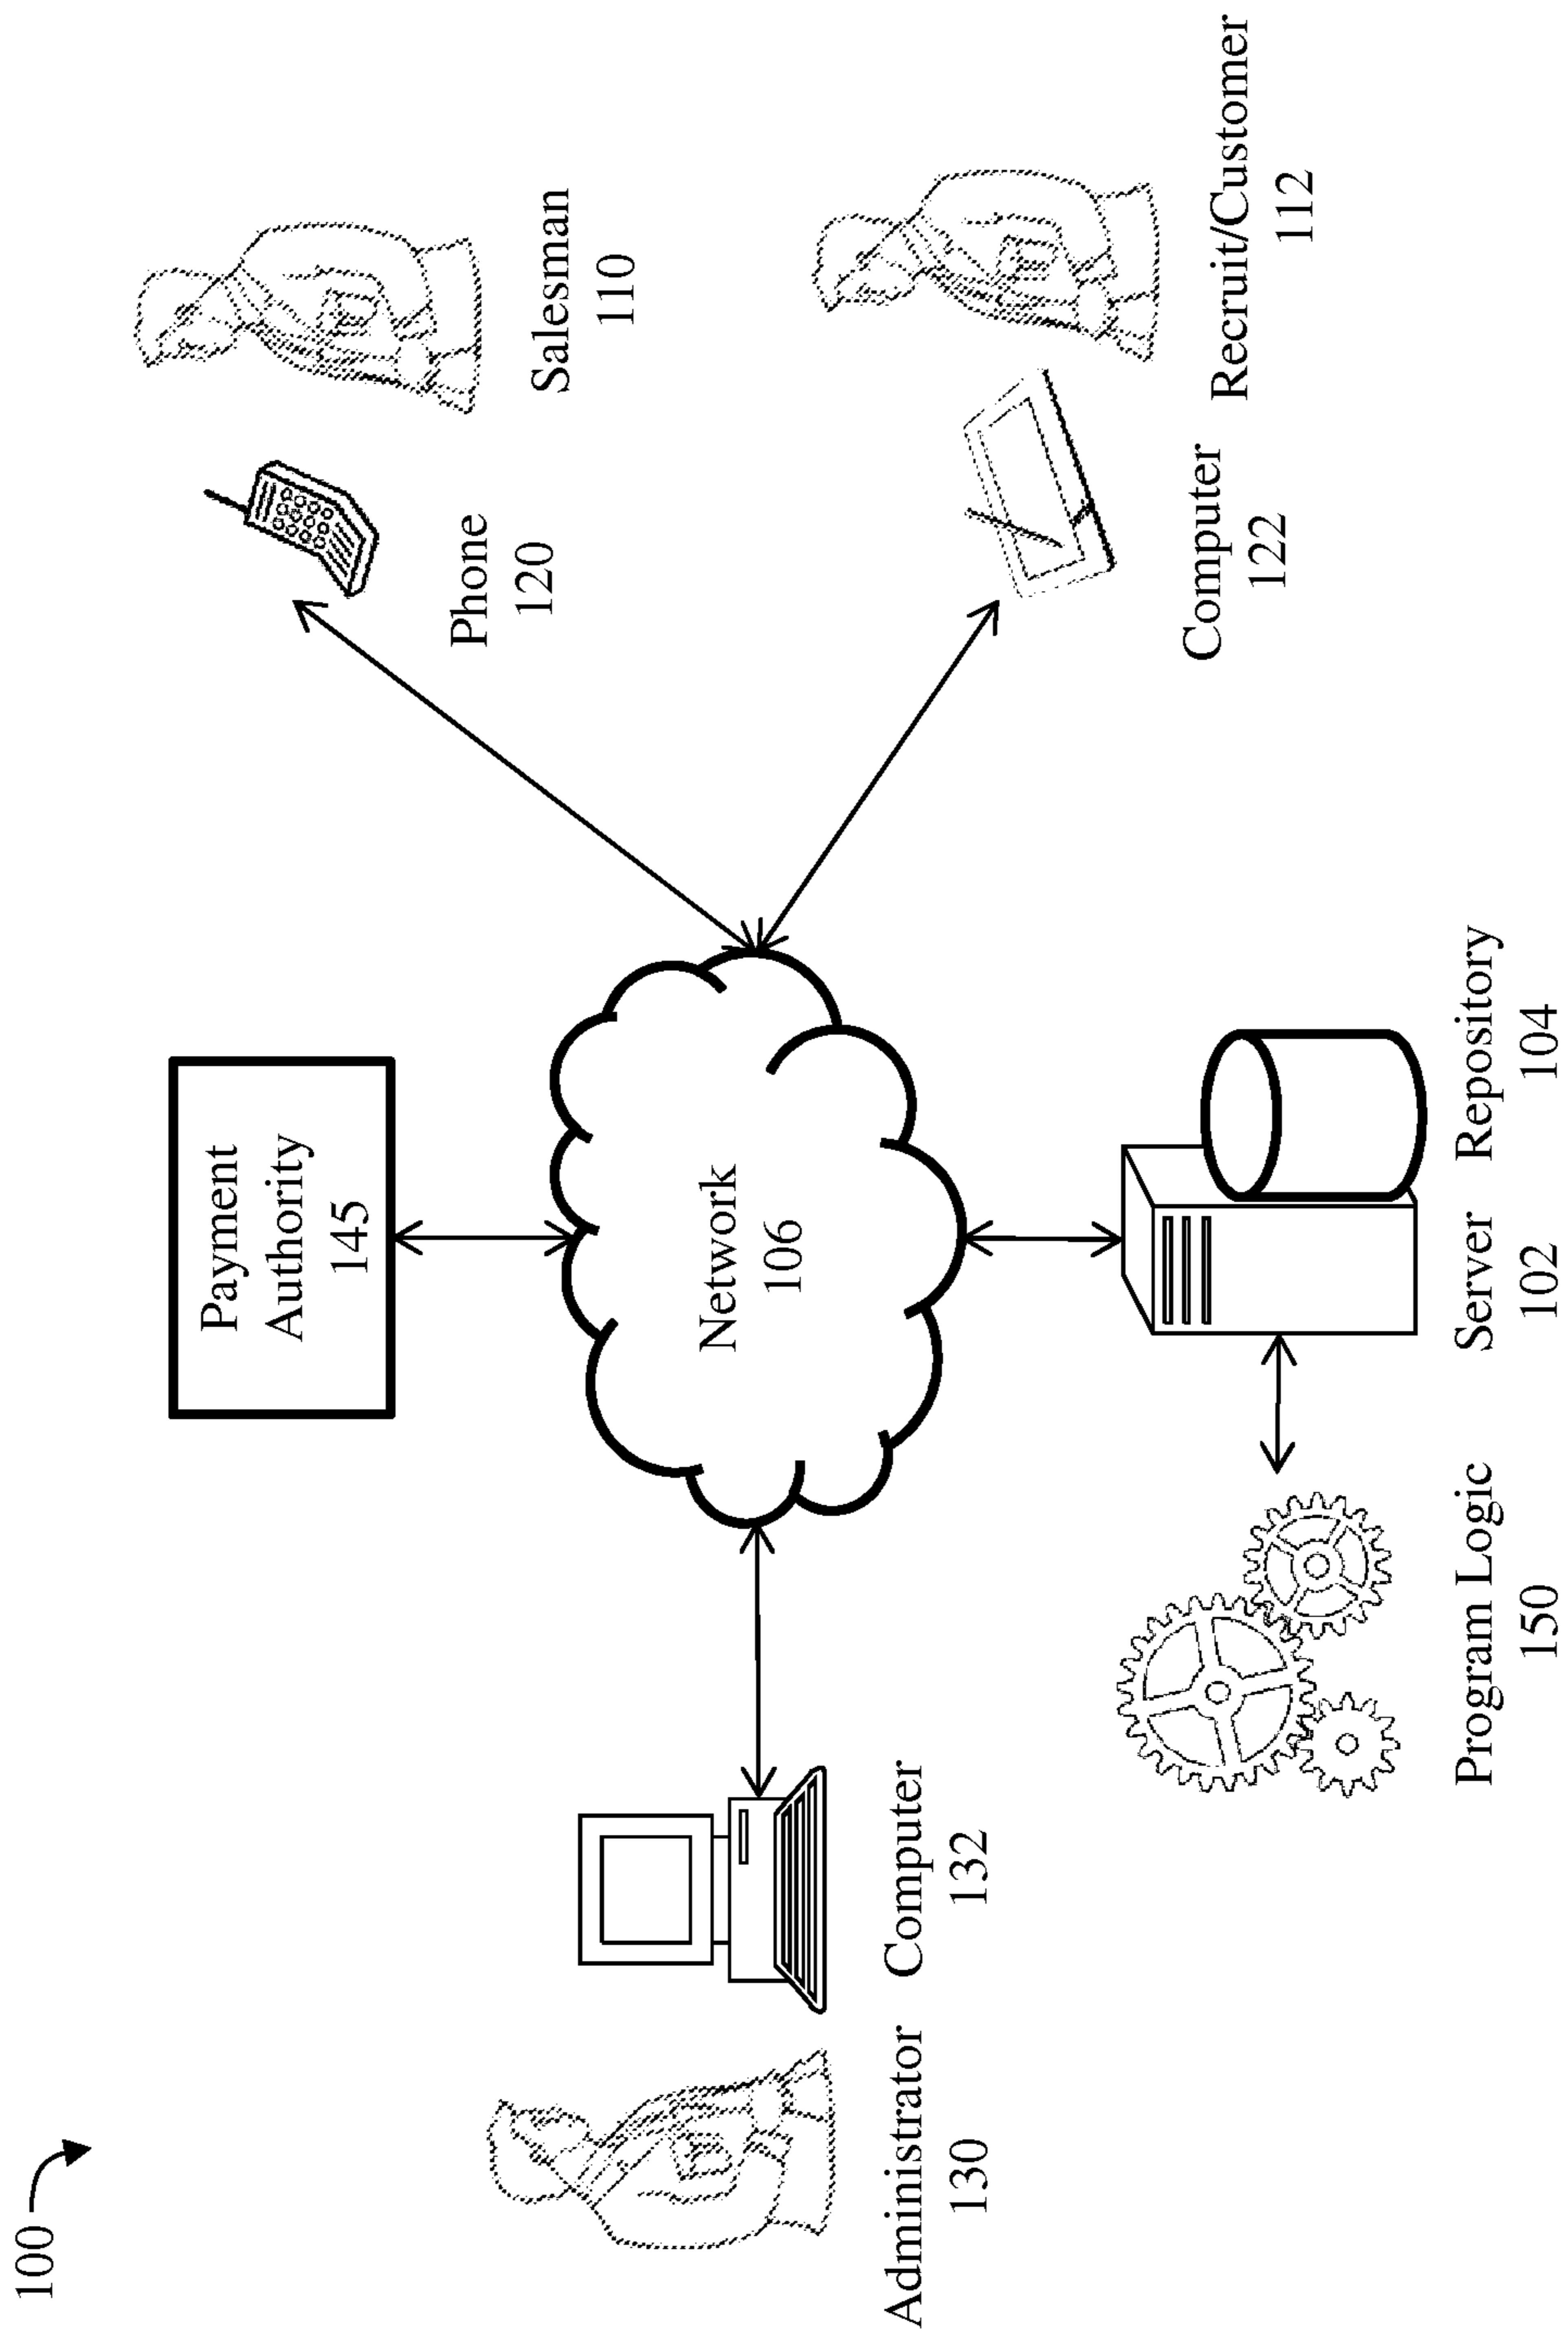 100
Payment
Authority
145
Salesman
110
Phone
120
Network
106
Administrator
130
Computer
132
Computer
122
Recruit/Customer
112
Program Logic
150
Server
102
Repository
104